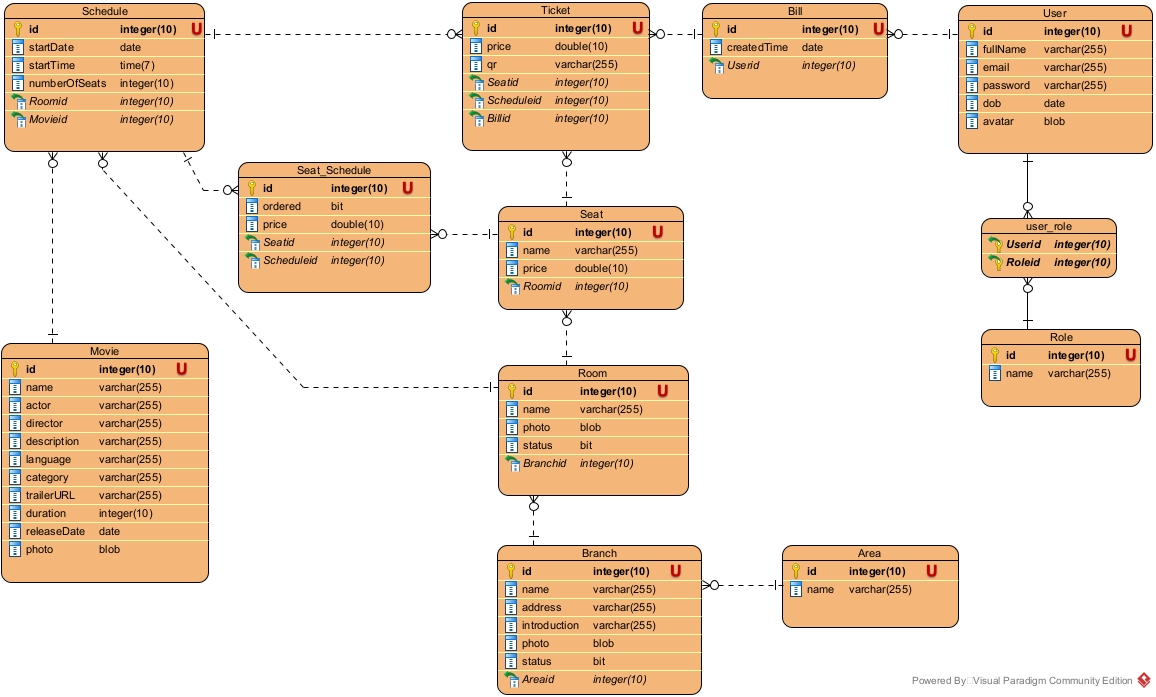 Schedule
id integer(10) U
startDate date
startTime time(7)
numberOfSeats integer(10)
Roomid integer(10)
Movieid integer(10)
Ticket
id integer(10) U
price double(10)
qr varchar(255)
Seatid integer(10)
Scheduleid integer(10)
Billid integer(10)
Bill
id integer(10) U
createdTime date
Userid integer(10)
User
id integer(10) U
fullName varchar(255)
email varchar(255)
password varchar(255)
dob date
avatar blob
Seat_Schedule
id integer(10) U
ordered bit
price double(10)
Seatid integer(10)
Scheduleid integer(10)
Seat
id integer(10) U
name varchar(255)
price double(10)
Roomid integer(10)
user_role
Userid integer(10)
Roleid integer(10)
Role
id integer(10) U
name varchar(255)
Movie
id integer(10) U
name varchar(255)
actor varchar(255)
director varchar(255)
description varchar(255)
language varchar(255)
category varchar(255)
trailerURL varchar(255)
duration integer(10)
releaseDate date
photo blob
Room
id integer(10) U
name varchar(255)
photo blob
status bit
Branchid integer(10)
Branch
id integer(10) U
name varchar(255)
address varchar(255)
introduction varchar(255)
photo blob
status bit
Areaid integer(10)
Area
id integer(10) U
name varchar(255)
Powered By Visual Paradigm Community Edition